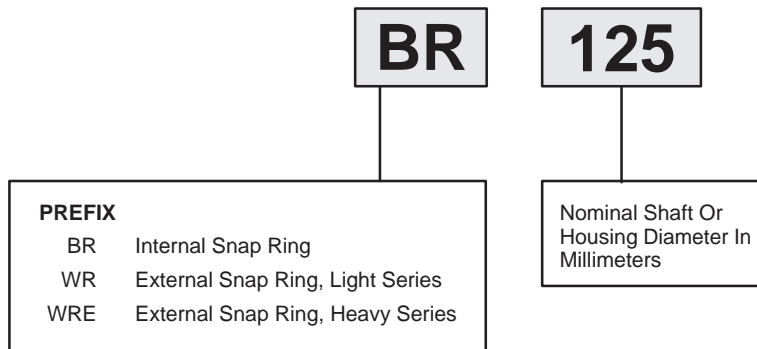 BR 125
PREFIX
BR Internal Snap Ring
WR External Snap Ring, Light Series
WRE External Snap Ring, Heavy Series
Nominal Shaft Or
Housing Diameter In
Millimeters